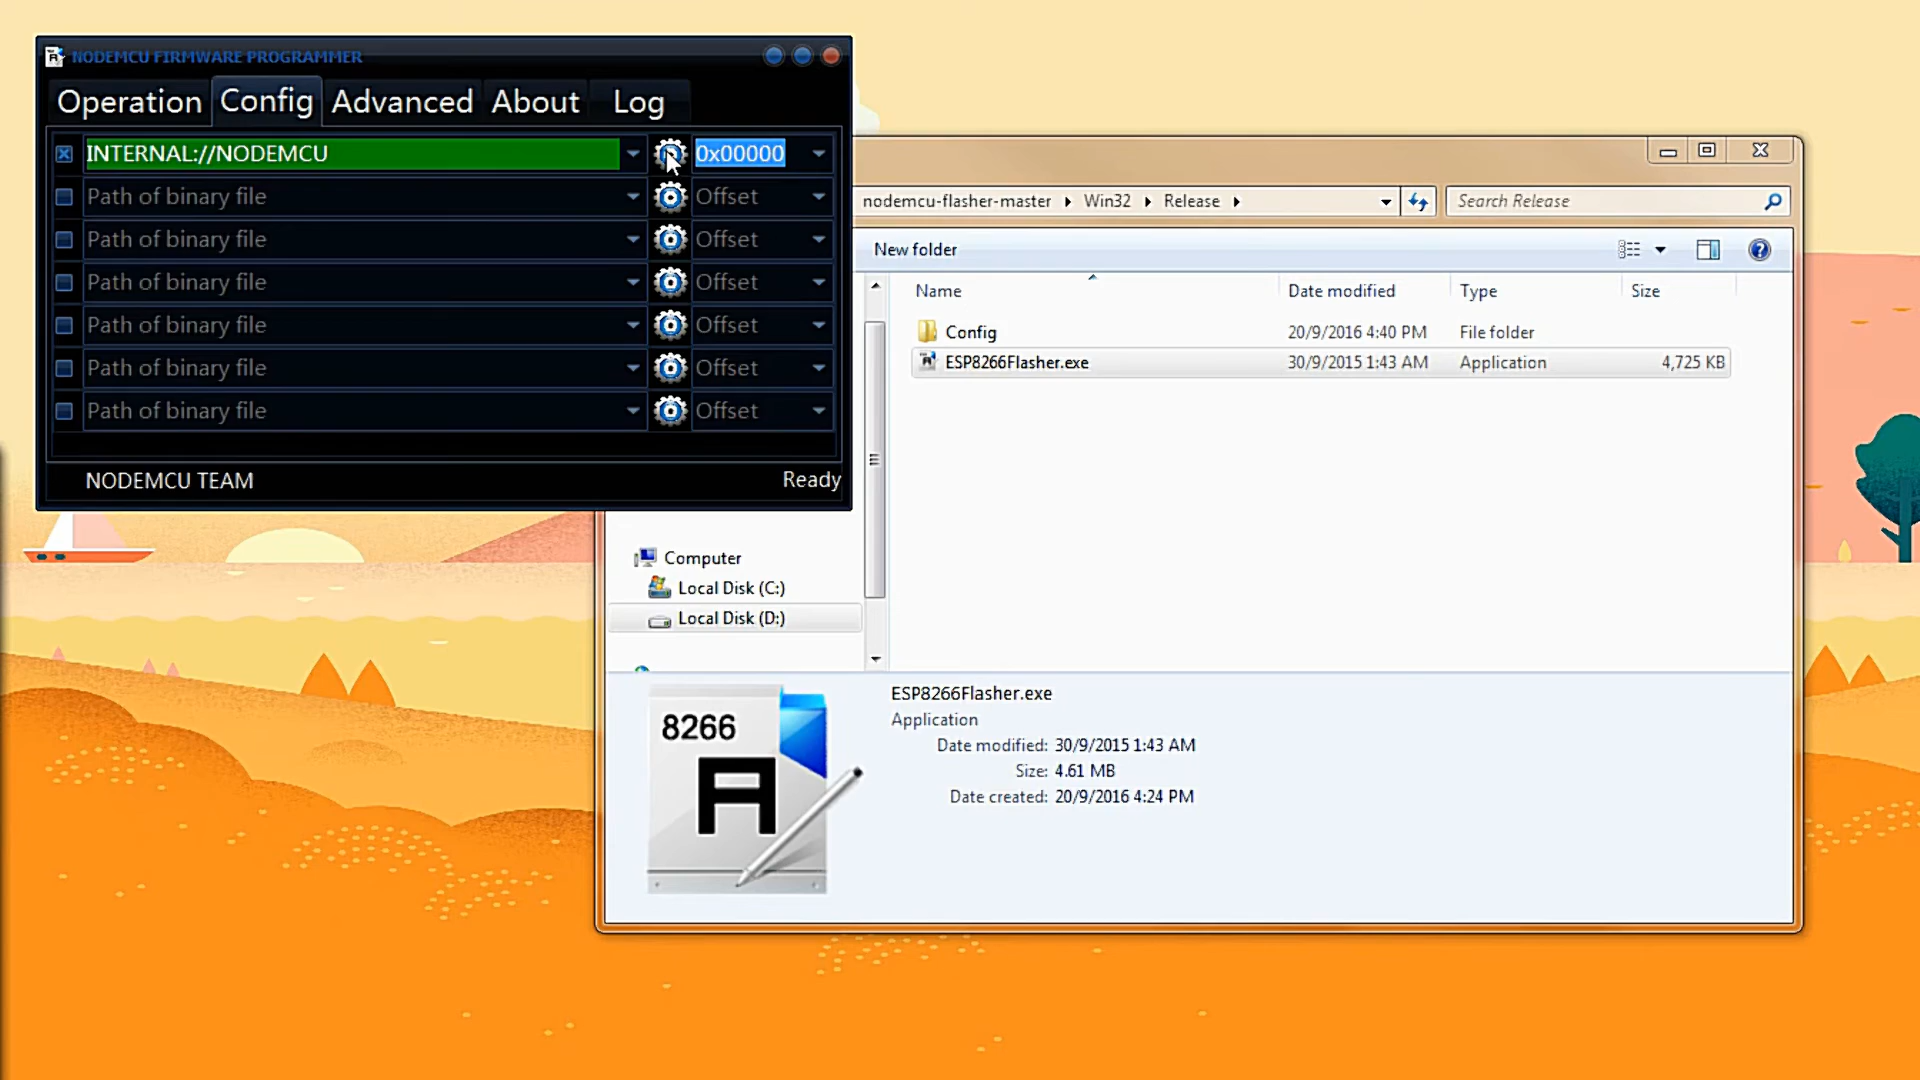 NODEMCU FIRMWARE PROGRAMMER
Operation Config Advanced About Log
INTERNAL://NODEMCU 0x00000
Path of binary file Offset
Path of binary file Offset
Path of binary file Offset
Path of binary file Offset
Path of binary file Offset
Path of binary file Offset
NODEMCU TEAM Ready
nodemcu-flasher-master Win32 Release Search Release
New folder
Name Date modified Type Size
Config 20/9/2016 4:40 PM File folder
ESP8266Flasher.exe 30/9/2015 1:43 AM Application 4,725 KB
Computer
Local Disk (C:)
Local Disk (D:)
8266
A
ESP8266Flasher.exe
Application
Date modified: 30/9/2015 1:43 AM
Size: 4.61 MB
Date created: 20/9/2016 4:24 PM